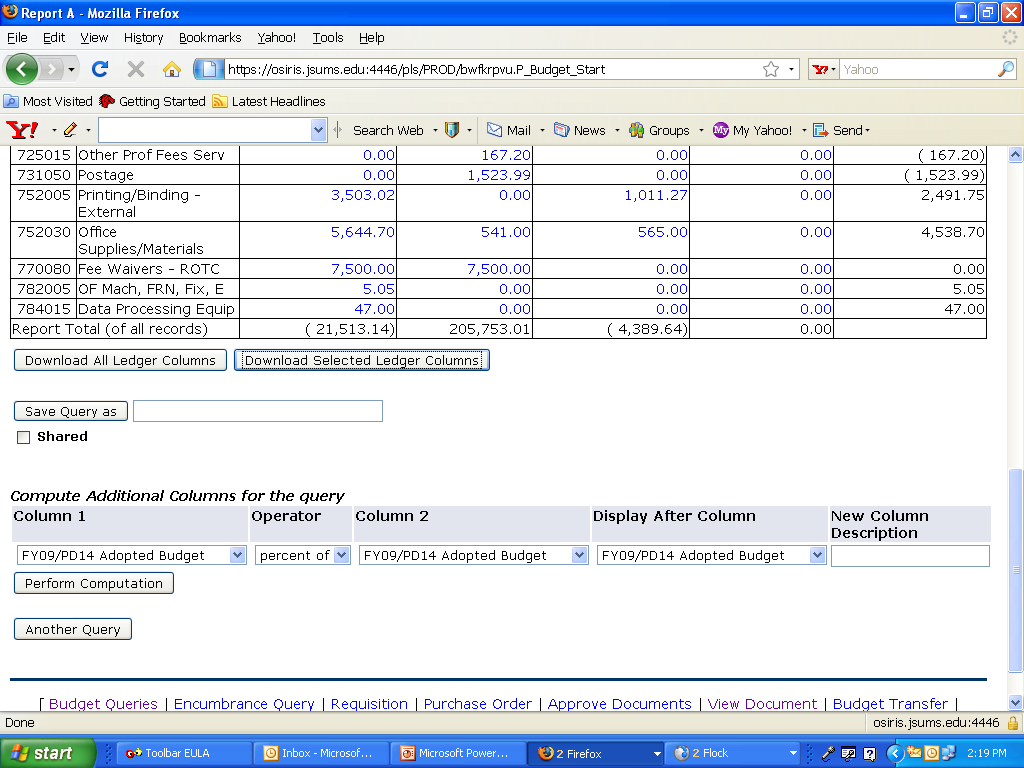 Report A - Mozilla Firefox
File Edit View History Bookmarks Yahoo! Tools Help
https://osiris.jsums.edu:4446/pls/PROD/bwfkrpvu.P_Budget_Start
Yahoo
Most Visited Getting Started Latest Headlines
Y! Search Web Mail News Groups My My Yahoo! Send
725015 Other Prof Fees Serv 0.00 167.20 0.00 0.00 ( 167.20)
731050 Postage 0.00 1,523.99 0.00 0.00 ( 1,523.99)
752005 Printing/Binding - 3,503.02 0.00 1,011.27 0.00 2,491.75
External
752030 Office 5,644.70 541.00 565.00 0.00 4,538.70
Supplies/Materials
770080 Fee Waivers - ROTC 7,500.00 7,500.00 0.00 0.00 0.00
782005 OF Mach, FRN, Fix, E 5.05 0.00 0.00 0.00 5.05
784015 Data Processing Equip 47.00 0.00 0.00 0.00 47.00
Report Total (of all records) ( 21,513.14) 205,753.01 ( 4,389.64) 0.00
Download All Ledger Columns Download Selected Ledger Columns
Save Query as
Shared
Compute Additional Columns for the query
Column 1 Operator Column 2 Display After Column New Column
Description
FY09/PD14 Adopted Budget percent of FY09/PD14 Adopted Budget FY09/PD14 Adopted Budget
Perform Computation
Another Query
[ Budget Queries | Encumbrance Query | Requisition | Purchase Order | Approve Documents | View Document | Budget Transfer |
Done osiris.jsums.edu:4446
start Toolbar EULA Inbox - Microsof... Microsoft Power... 2 Firefox 2 Flock 2:19 PM